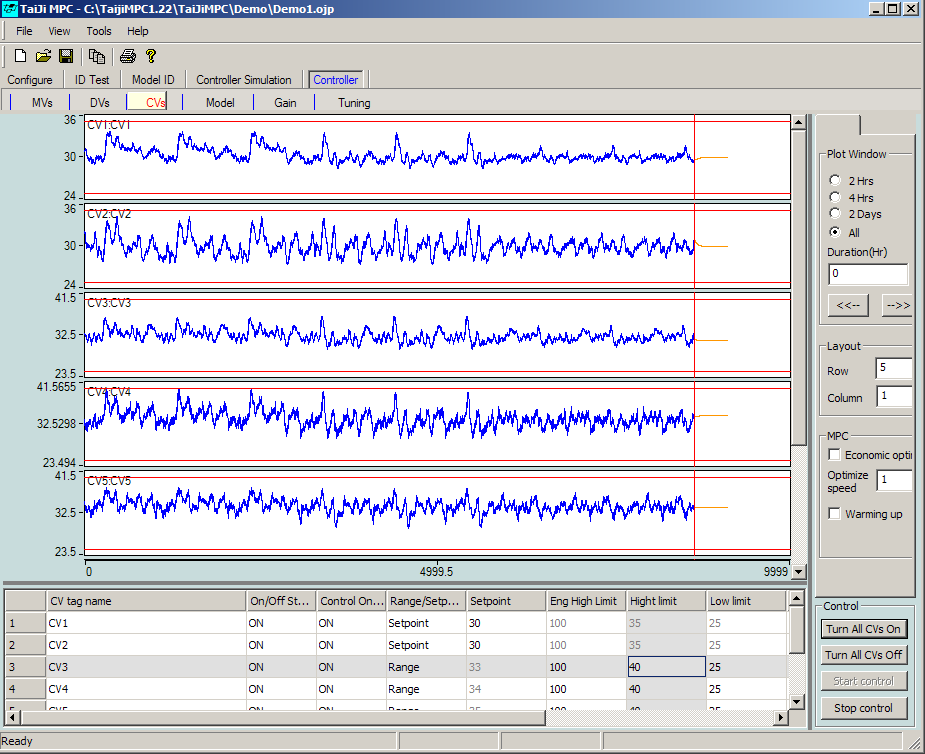 TaiJi MPC - C:\TaijiMPC1.22\TaiJiMPC\Demo\Demo1.ojp
File View Tools Help
Configure ID Test Model ID Controller Simulation Controller
MVs DVs CVs Model Gain Tuning
36
CV1:CV1
30
24
36
CV2:CV2
30
24
41.5
CV3:CV3
32.5
23.5
41.5655
CV4:CV4
32.5298
23.494
41.5
CV5:CV5
32.5
23.5
0 4999.5 9999
Plot Window
2 Hrs
4 Hrs
2 Days
All
Duration(Hr)
0
<<-- -->>
Layout
Row 5
Column 1
MPC
Economic opti
Optimize speed 1
Warming up
CV tag name On/Off St... Control On... Range/Setp... Setpoint Eng High Limit Hight limit Low limit
1 CV1 ON ON Setpoint 30 100 35 25
2 CV2 ON ON Setpoint 30 100 35 25
3 CV3 ON ON Range 33 100 40 25
4 CV4 ON ON Range 34 100 40 25
5 CV5 ON ON Range 35 100 40 25
Control
Turn All CVs On
Turn All CVs Off
Start control
Stop control
Ready